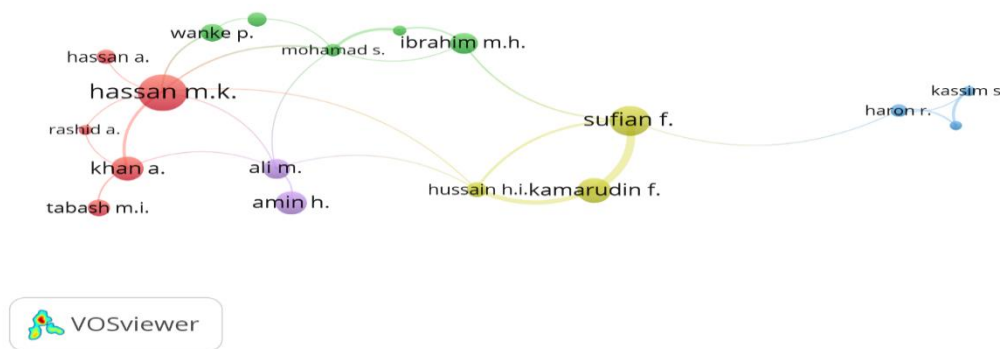 wanke p.
mohamad s.
ibrahim m.h.
hassan a.
hassan m.k.
kassim s
haron r.
sufian f.
rashid a.
khan a.
ali m.
hussain h.i.
kamarudin f.
tabash m.i.
amin h.
VOSviewer